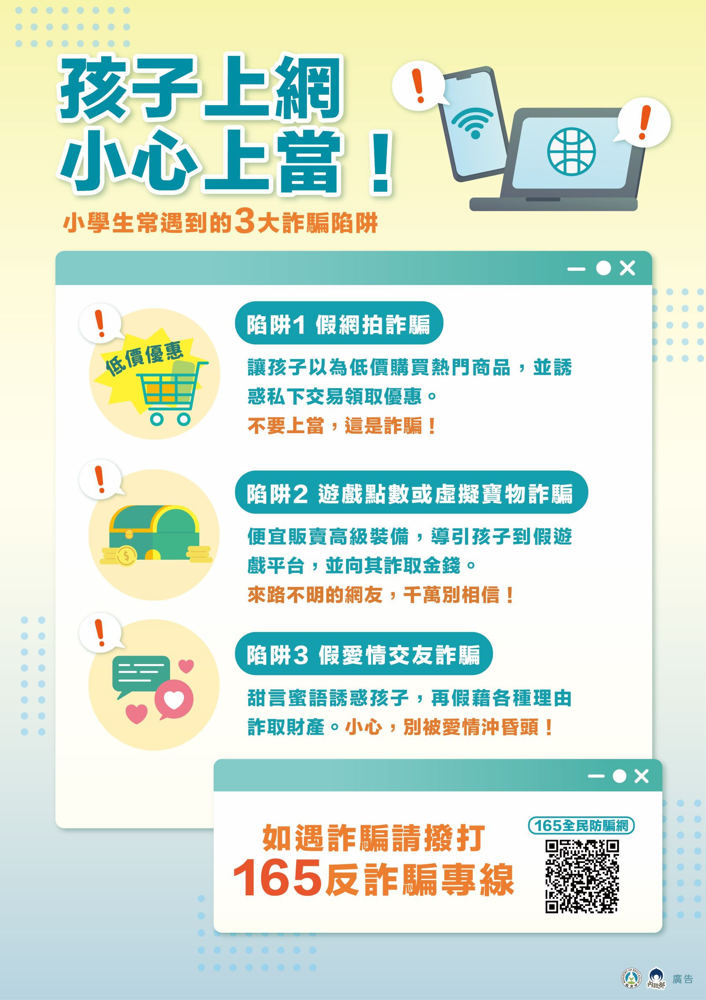 孩子上網
小心上當！
小學生常遇到的3大詐騙陷阱
低價優惠
陷阱1 假網拍詐騙
讓孩子以為低價購買熱門商品，並誘
惑私下交易領取優惠。
不要上當，這是詐騙！
陷阱2 遊戲點數或虛擬寶物詐騙
便宜販賣高級裝備，導引孩子到假遊
戲平台，並向其詐取金錢。
來路不明的網友，千萬別相信！
陷阱3 假愛情交友詐騙
甜言蜜語誘惑孩子，再假藉各種理由
詐取財產。小心，別被愛情沖昏頭！
如遇詐騙請撥打
165反詐騙專線
165全民防騙網
MINISTRY OF EDUCATION
教育部
內政部
廣告